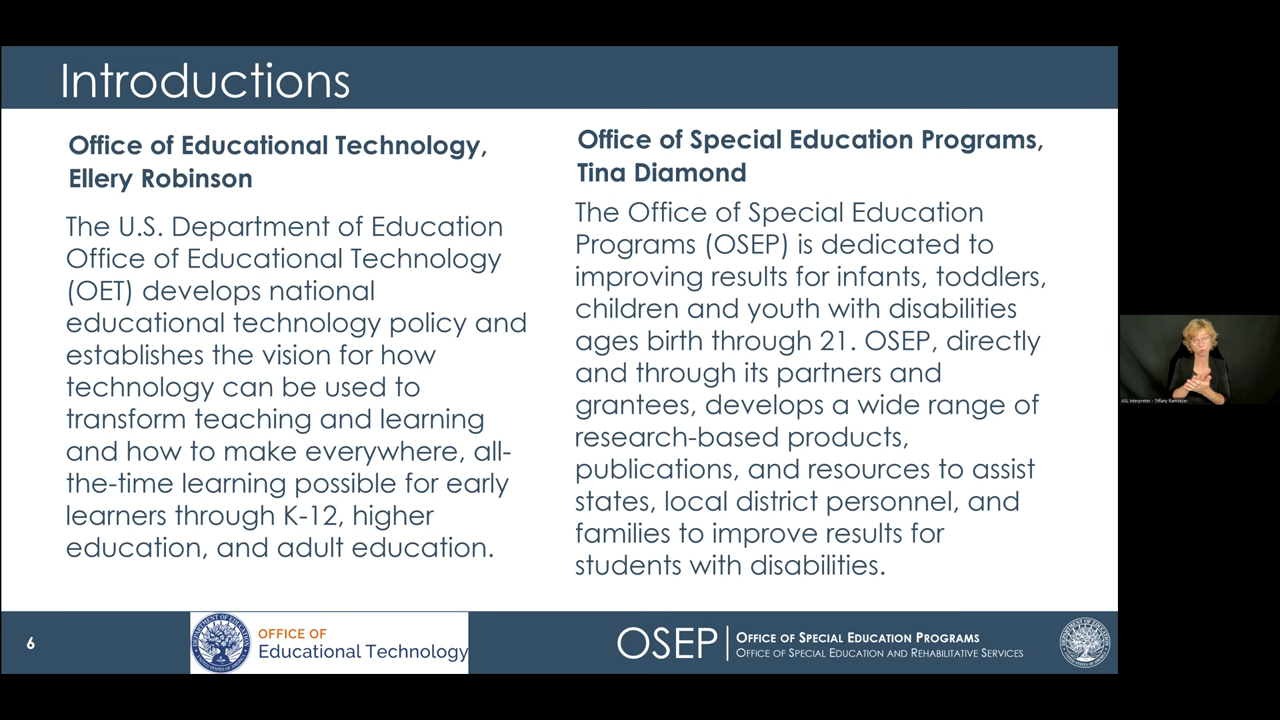 Introductions
Office of Educational Technology,
Ellery Robinson
The U.S. Department of Education
Office of Educational Technology
(OET) develops national
educational technology policy and
establishes the vision for how
technology can be used to
transform teaching and learning
and how to make everywhere, all-
the-time learning possible for early
learners through K-12, higher
education, and adult education.
Office of Special Education Programs,
Tina Diamond
The Office of Special Education
Programs (OSEP) is dedicated to
improving results for infants, toddlers,
children and youth with disabilities
ages birth through 21. OSEP, directly
and through its partners and
grantees, develops a wide range of
research-based products,
publications, and resources to assist
states, local district personnel, and
families to improve results for
students with disabilities.
6
OFFICE OF
Educational Technology
OSEP
OFFICE OF SPECIAL EDUCATION PROGRAMS
OFFICE OF SPECIAL EDUCATION AND REHABILITATIVE SERVICES
ASL Interpreter - Tiffany